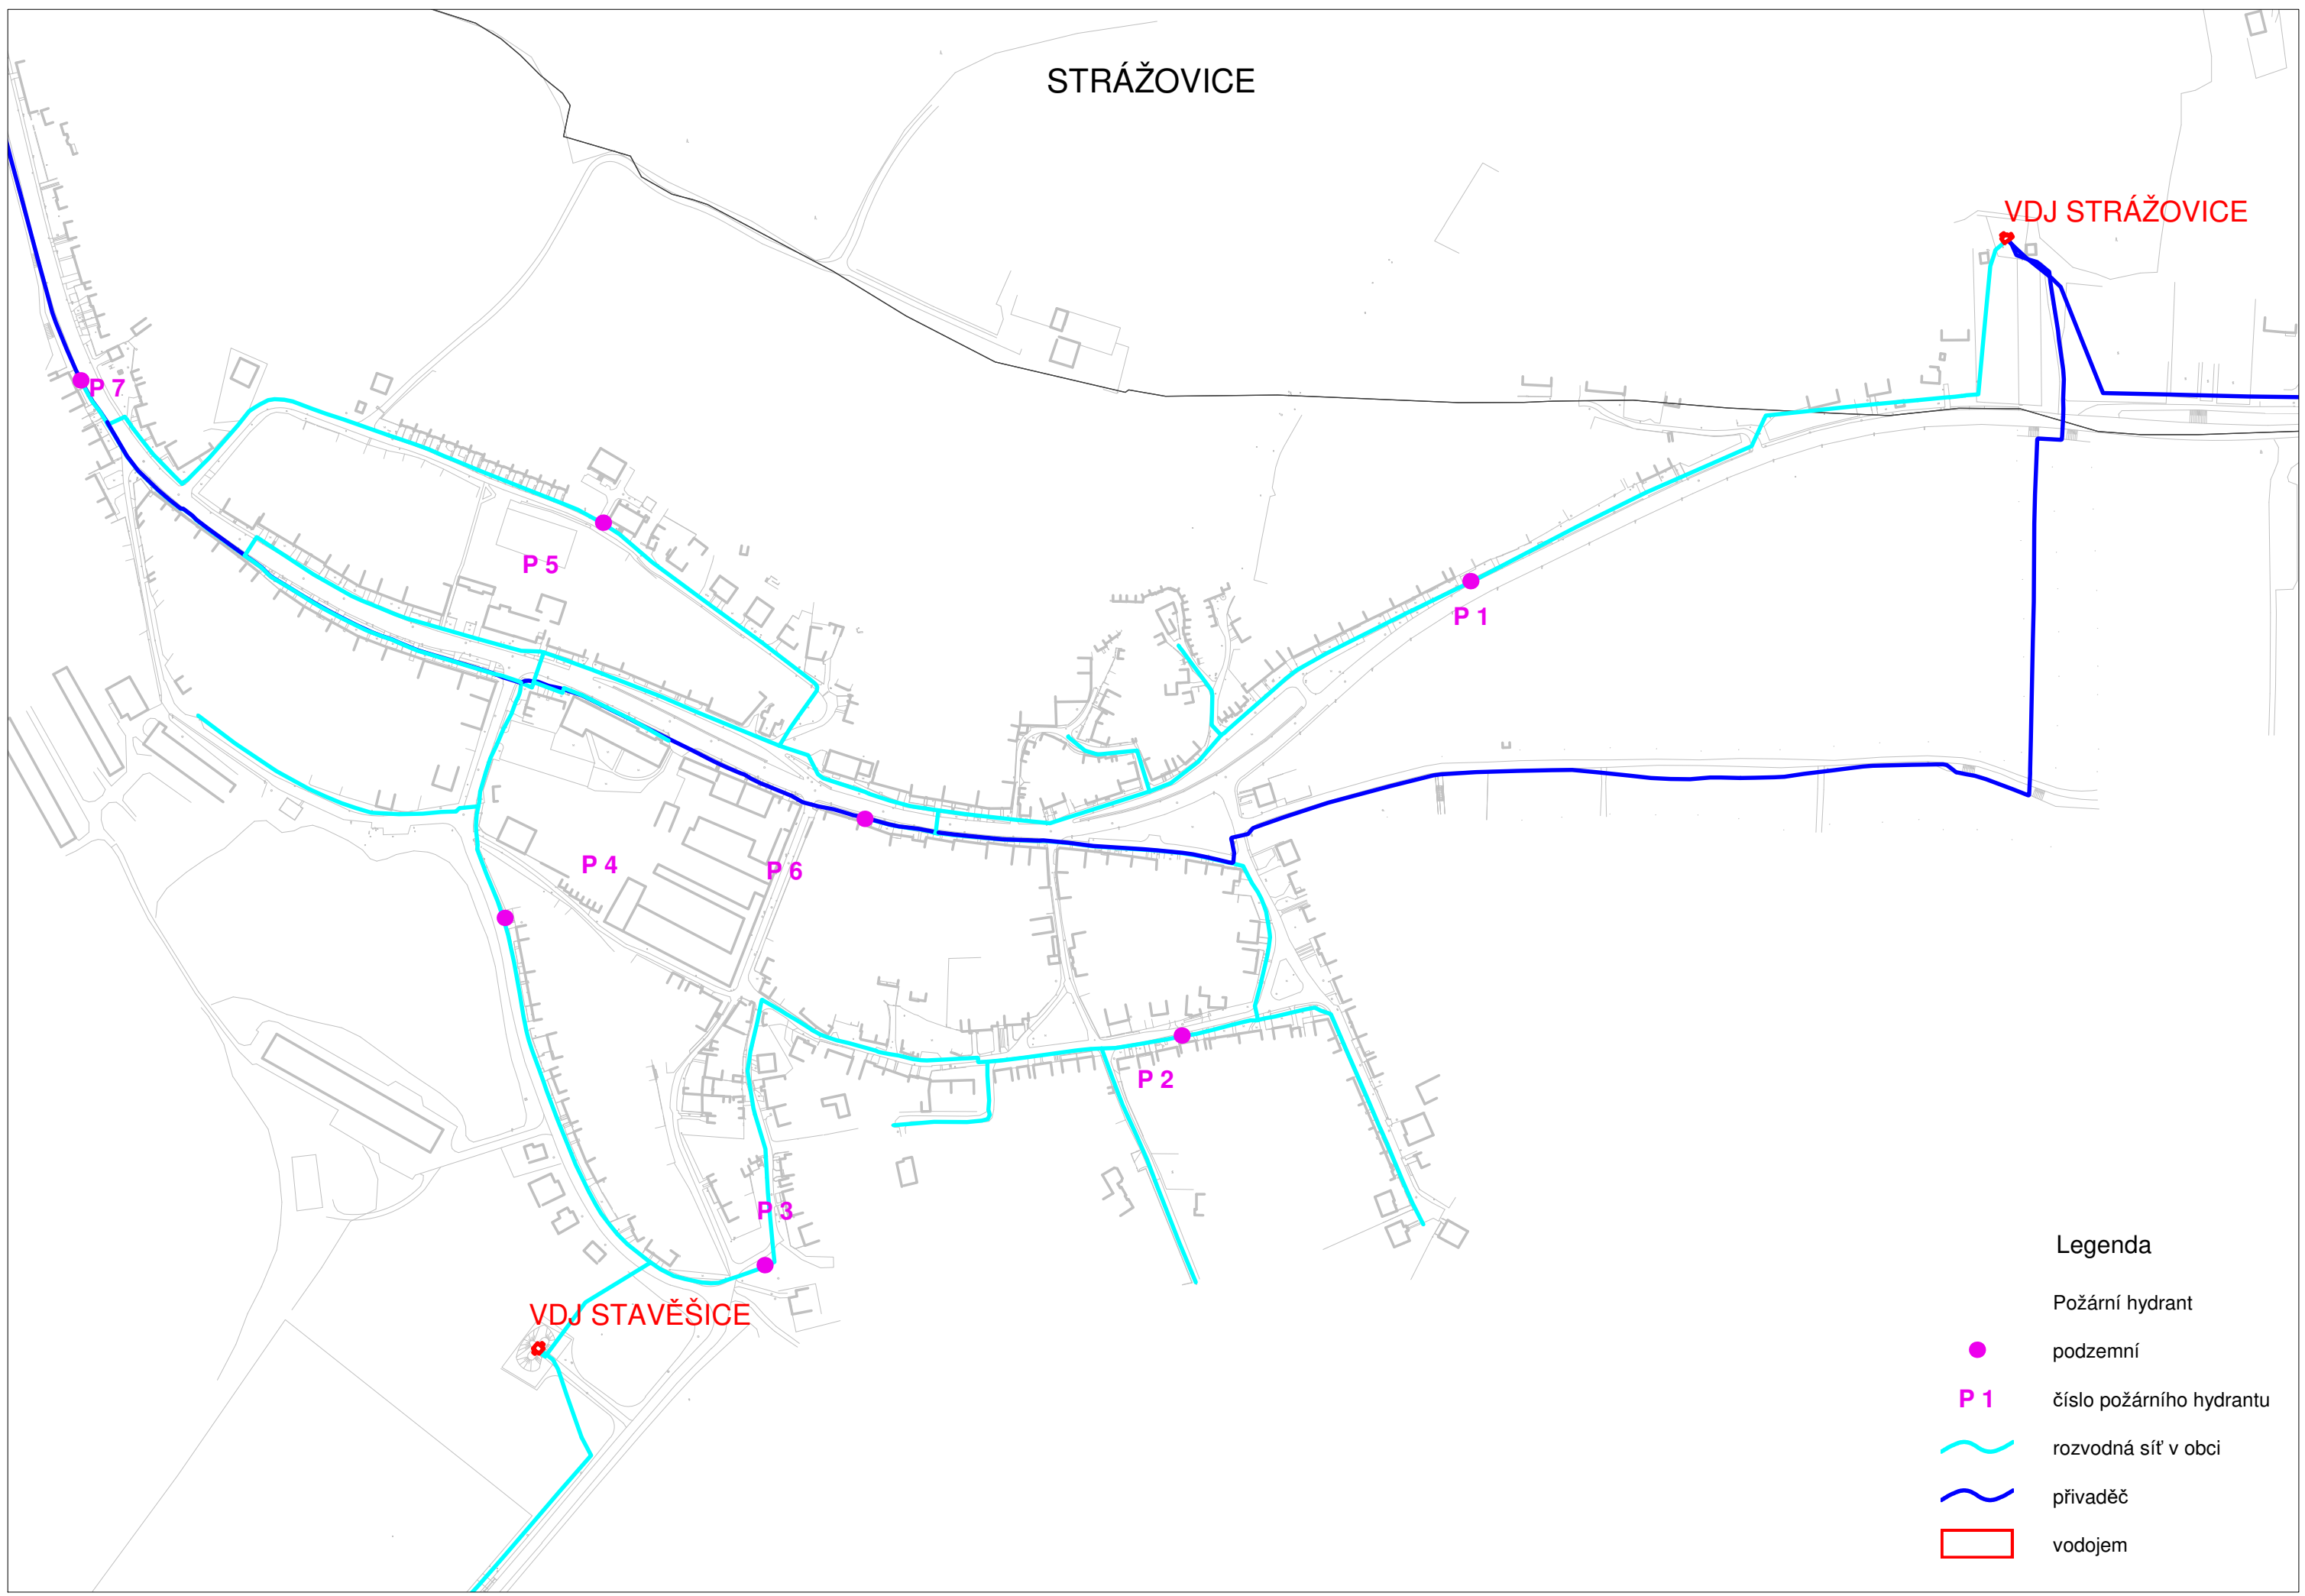 STRÁŽOVICE
VDJ STRÁŽOVICE
P 7
P 5
P 1
P 4
P 6
P 2
P 3
VDJ STAVĚŠICE
Legenda
Požární hydrant
podzemní
P 1 číslo požárního hydrantu
rozvodná síť v obci
přivaděč
vodojem